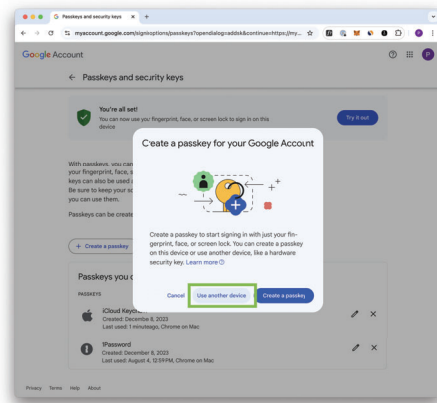 Passkeys and security keys
myaccount.google.com/signinoptions/passkeys?opendialog=addsk&continue=https://my...
P
Google Account
P
Passkeys and security keys
You're all set!
You can now use you fingerprint, face, or screen lock to sign in on this
device
Try it out
With passkeys, you can
your fingerprint, face, s
keys can also be used
Be sure to keep your sc
you can use them.
Passkeys can be create
+ Create a passkey
Create a passkey for your Google Account
Create a passkey to start signing in with just your fin-
gerprint, face, or screen lock. You can create a passkey
on this device or use another device, like a hardware
security key. Learn more
Cancel
Use another device
Create a passkey
Passkeys you c
PASSKEYS
iCloud Keyc
Created: December 8, 2023
Last used: 1 minuteago, Chrome on Mac
1Password
Created: December 8, 2023
Last used: August 4, 12:59 PM, Chrome on Mac
Privacy Terms Help About